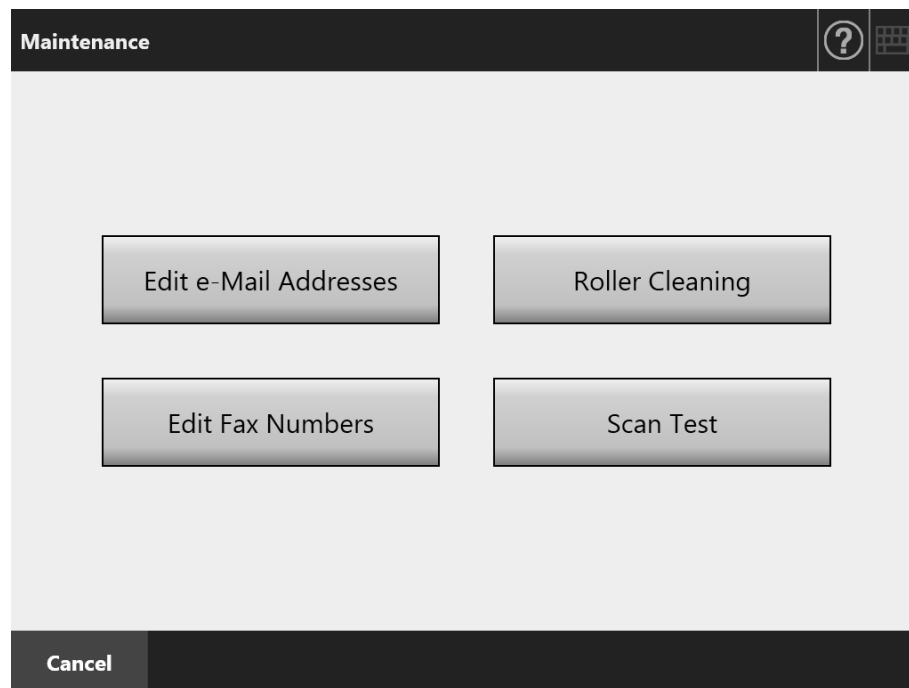 Maintenance
?
Edit e-Mail Addresses
Roller Cleaning
Edit Fax Numbers
Scan Test
Cancel